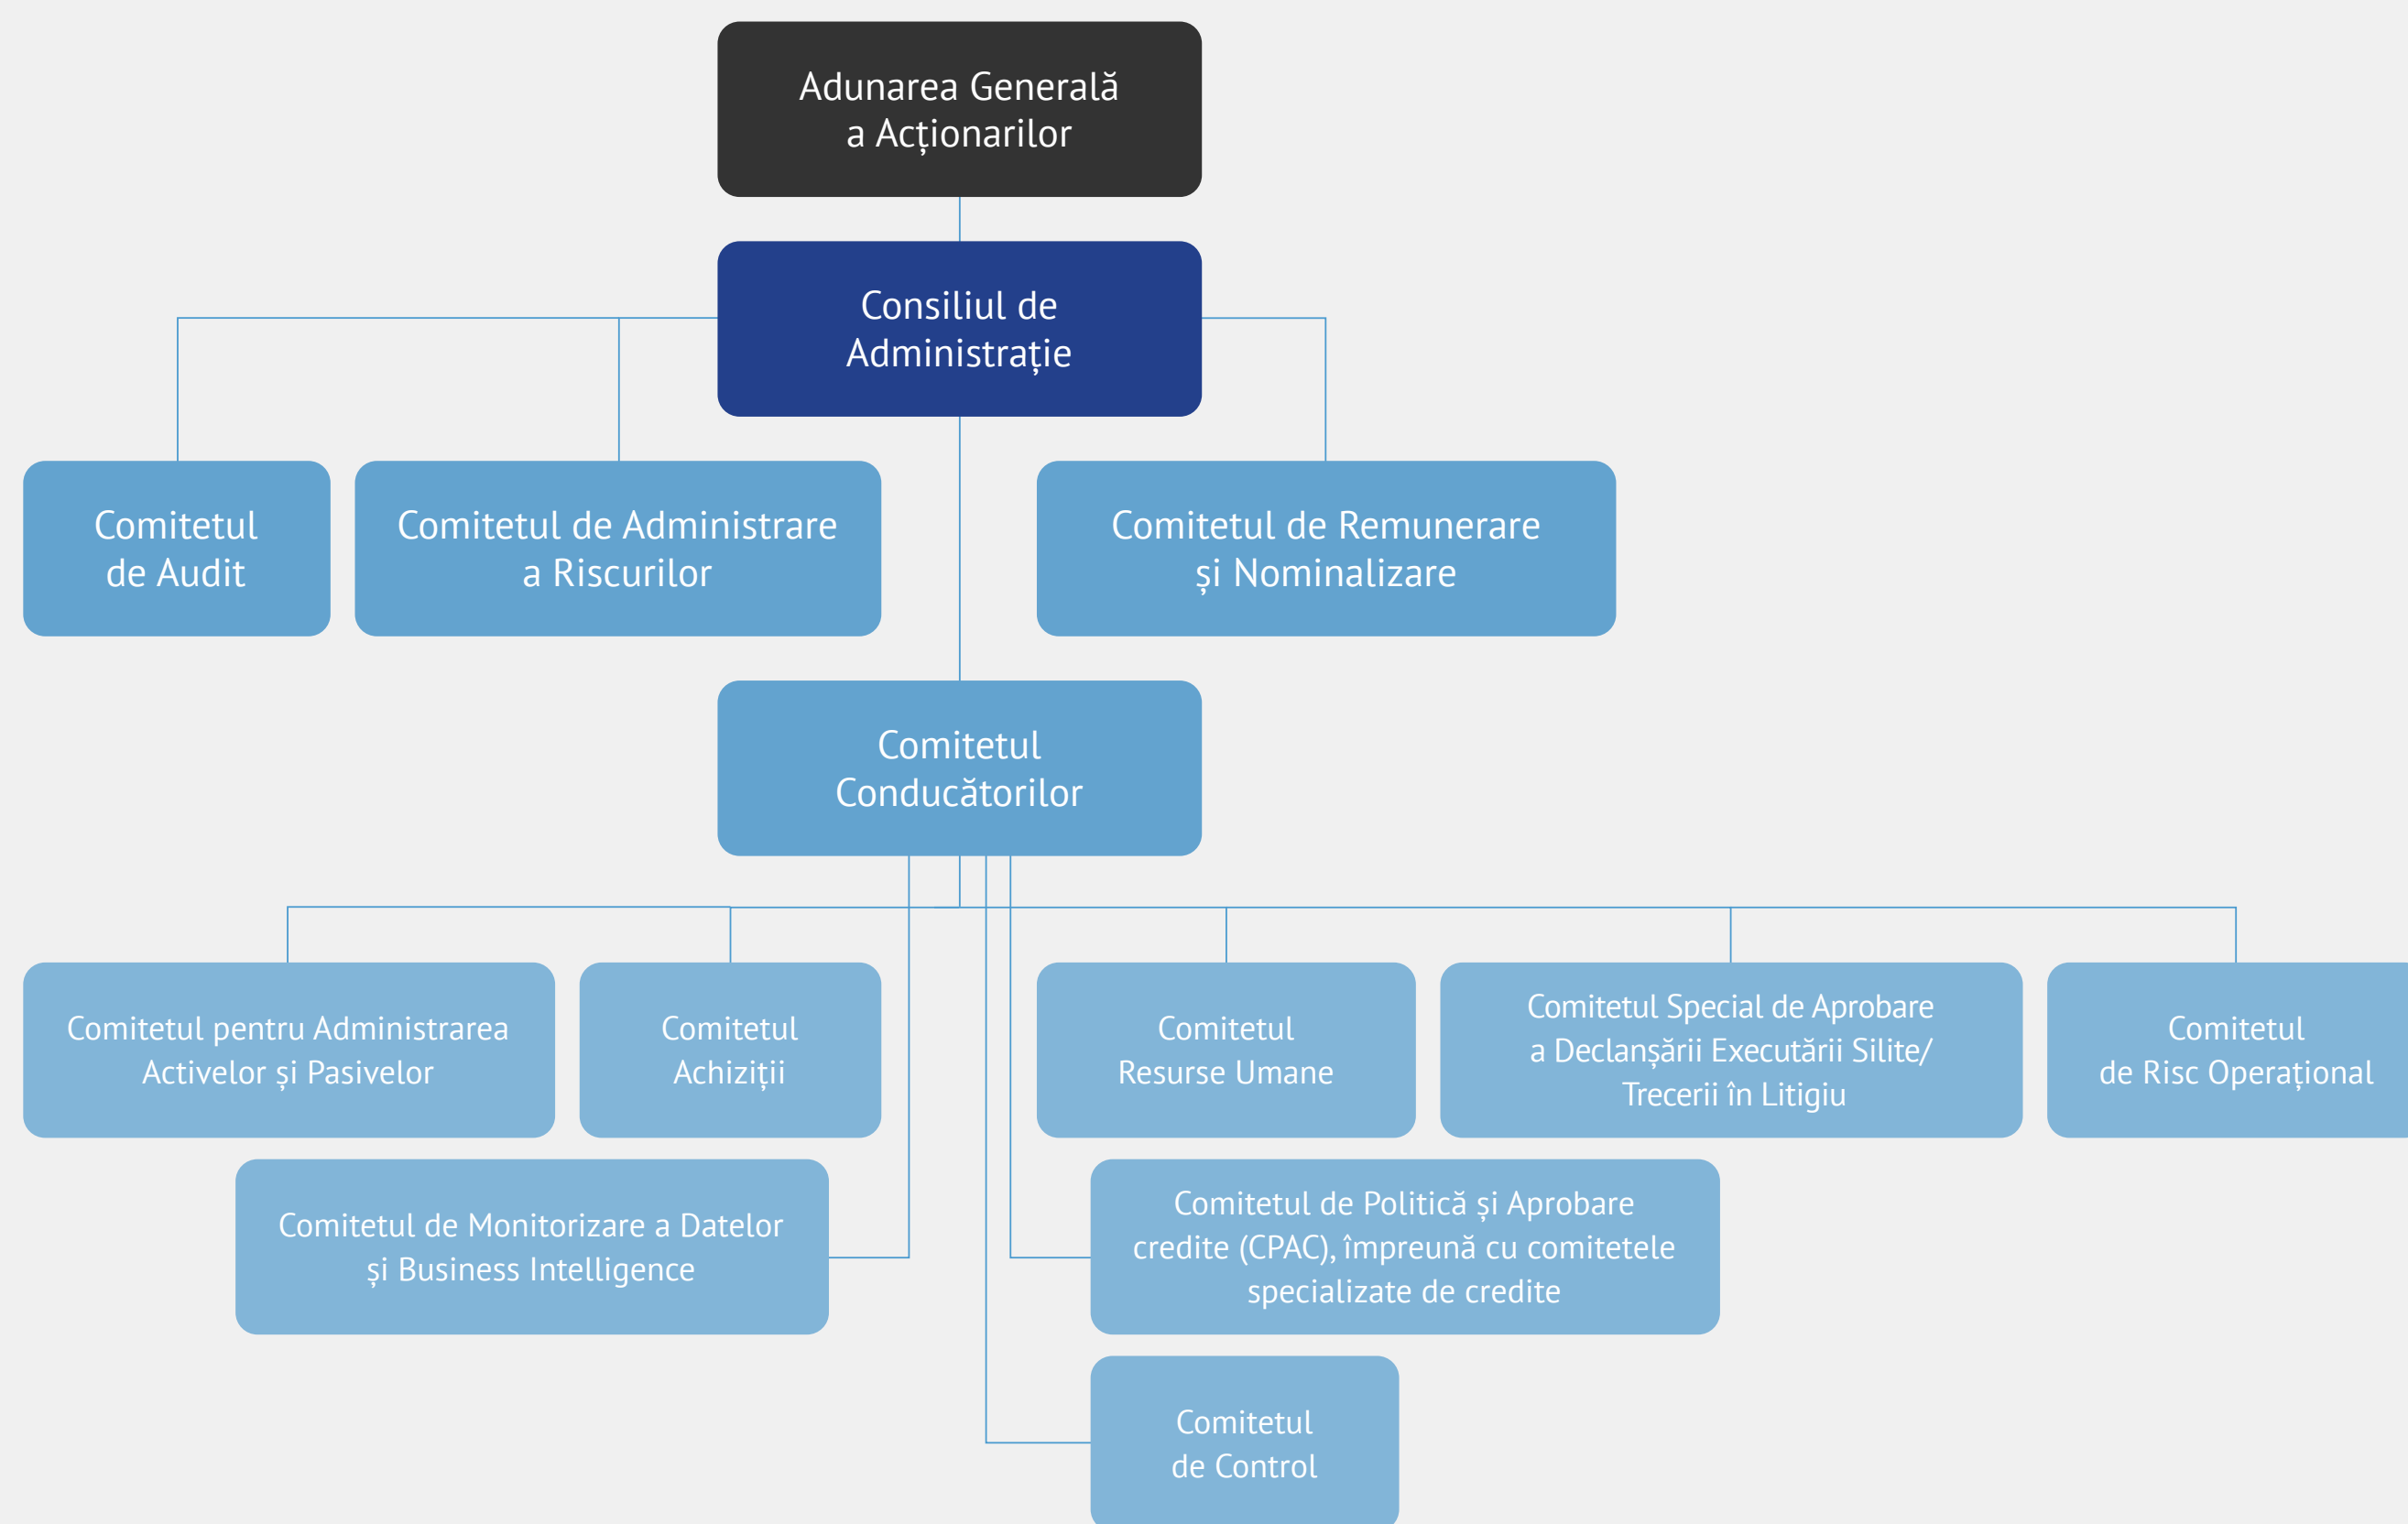 Adunarea Generală
a Acționarilor
Consiliul de
Administrație
Comitetul
de Audit
Comitetul de Administrare
a Riscurilor
Comitetul de Remunerare
și Nominalizare
Comitetul
Conducătorilor
Comitetul pentru Administrarea
Activelor și Pasivelor
Comitetul
Achiziții
Comitetul
Resurse Umane
Comitetul Special de Aprobare
a Declanșării Executării Silite/
Trecerii în Litigiu
Comitetul
de Risc Operațional
Comitetul de Monitorizare a Datelor
și Business Intelligence
Comitetul de Politică și Aprobare
credite (CPAC), împreună cu comitetele
specializate de credite
Comitetul
de Control